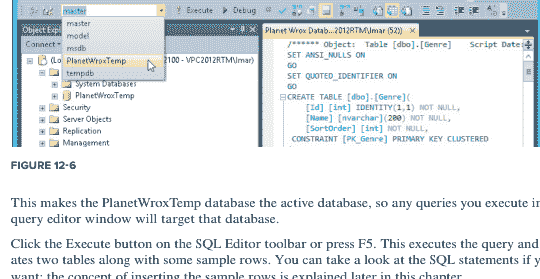 master
Execute
Debug
master
model
msdb
PlanetWroxTemp
tempdb
Object Expl
Connect
(Lo
2100 - VPC2012RTM\Imar)
System Databases
PlanetWroxTemp
Security
Server Objects
Replication
Management
Planet Wrox Datab...2012RTM\Imar (52))
/****** Object: Table [dbo].[Genre] Script Date:
SET ANSI_NULLS ON
GO
SET QUOTED_IDENTIFIER ON
GO
CREATE TABLE [dbo].[Genre](
[Id] [int] IDENTITY(1,1) NOT NULL,
[Name] [nvarchar](200) NOT NULL,
[SortOrder] [int] NOT NULL,
CONSTRAINT [PK_Genre] PRIMARY KEY CLUSTERED
FIGURE 12-6
This makes the PlanetWroxTemp database the active database, so any queries you execute in
query editor window will target that database.
Click the Execute button on the SQL Editor toolbar or press F5. This executes the query and
ates two tables along with some sample rows. You can take a look at the SQL statements if y
want; the concept of inserting the sample rows is explained later in this chapter